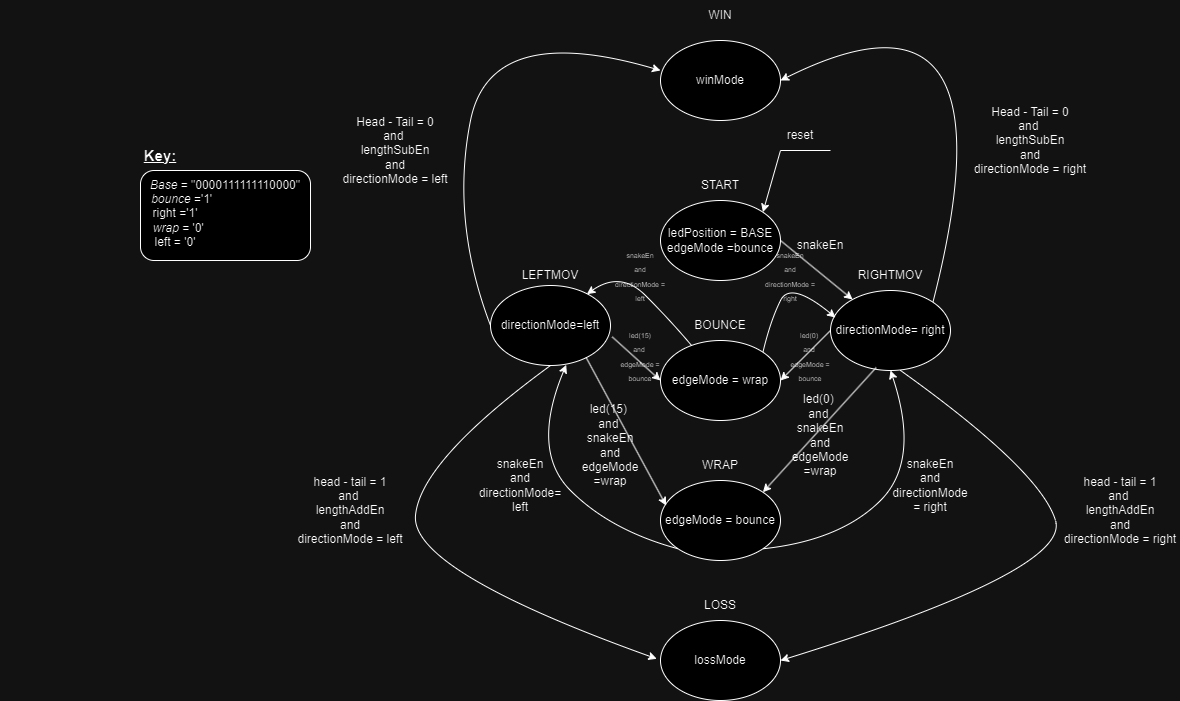 WIN
winMode
Head - Tail = 0
and
lengthSubEn
and
directionMode = left
Head - Tail = 0
and
lengthSubEn
and
directionMode = right
reset
Key:
Base = "0000111111110000"
bounce ='1'
right ='1'
wrap = '0'
left = '0'
START
ledPosition = BASE
edgeMode =bounce
snakeEn
snakeEn
and
directionMode =
left
snakeEn
and
directionMode =
right
LEFTMOV
directionMode=left
RIGHTMOV
directionMode= right
BOUNCE
edgeMode = wrap
led(15)
and
edgeMode =
bounce
led(0)
and
edgeMode =
bounce
led(15)
and
snakeEn
and
edgeMode
=wrap
led(0)
and
snakeEn
and
edgeMode
=wrap
WRAP
edgeMode = bounce
snakeEn
and
directionMode=
left
snakeEn
and
directionMode
= right
head - tail = 1
and
lengthAddEn
and
directionMode = left
head - tail = 1
and
lengthAddEn
and
directionMode = right
LOSS
lossMode